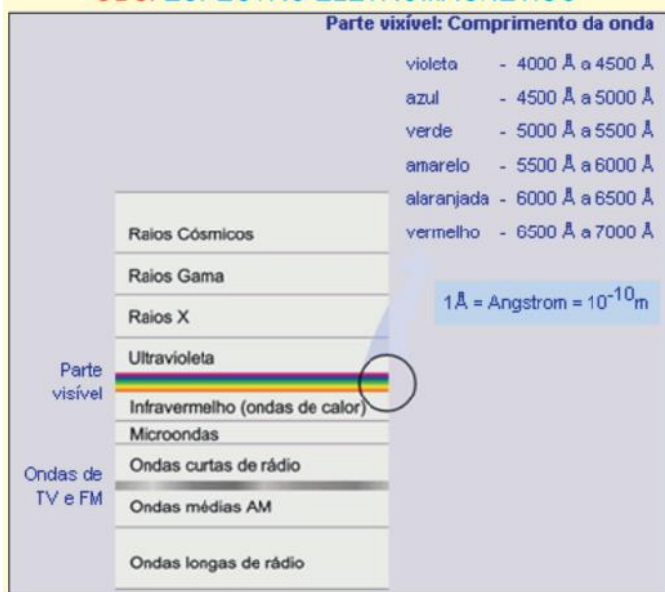 Parte vixível: Comprimento da onda
violeta - 4000 Å a 4500 Å
azul - 4500 Å a 5000 Å
verde - 5000 Å a 5500 Å
amarelo - 5500 Å a 6000 Å
alaranjada - 6000 Å a 6500 Å
vermelho - 6500 Å a 7000 Å
1Å = Angstrom = 10⁻¹⁰m
Raios Cósmicos
Raios Gama
Raios X
Ultravioleta
Parte
visível
Infravermelho (ondas de calor)
Microondas
Ondas curtas de rádio
Ondas de
TV e FM
Ondas médias AM
Ondas longas de rádio